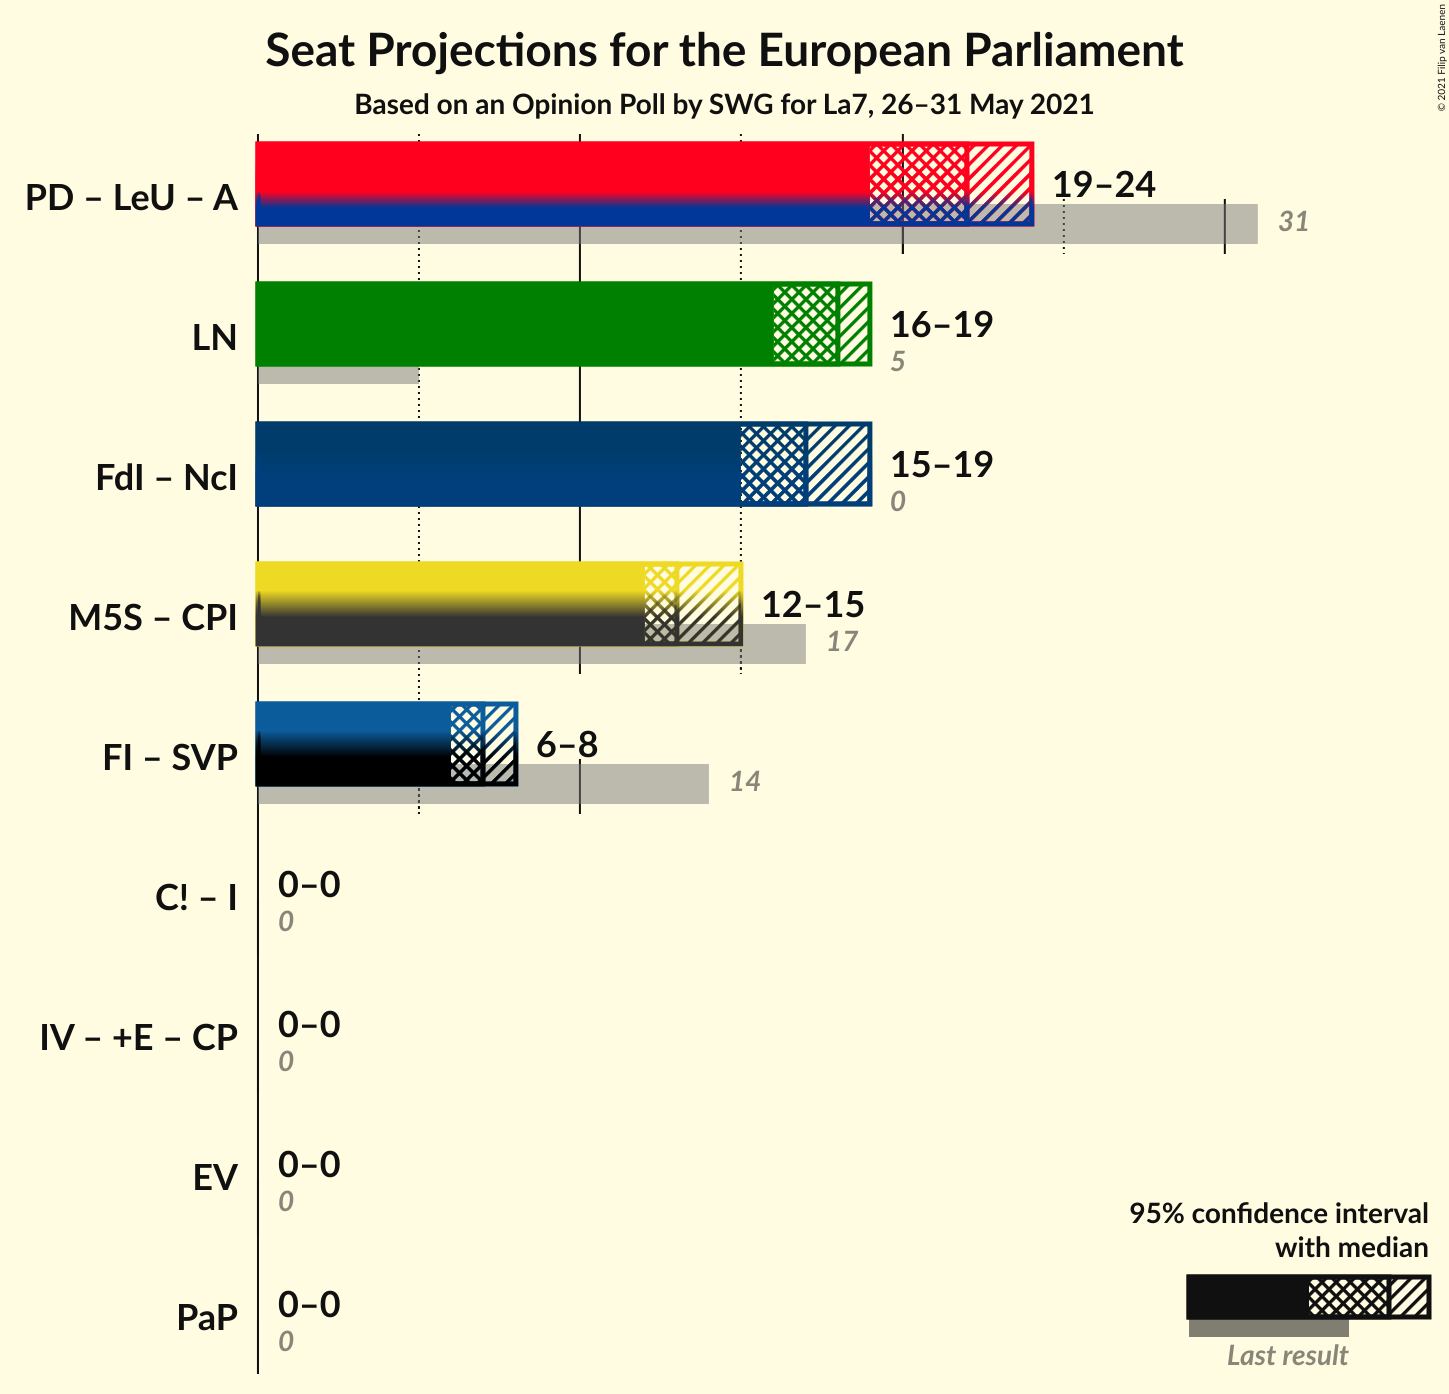 Seat Projections for the European Parliament
Based on an Opinion Poll by SWG for La7, 26–31 May 2021
© 2021 Filip van Laenen
PD – LeU – A
19–24
31
LN
16–19
5
FdI – NcI
15–19
0
M5S – CPI
12–15
17
FI – SVP
6–8
14
C! – I
0–0
0
IV – +E – CP
0–0
0
EV
0–0
0
PaP
0–0
0
95% confidence interval
with median
Last result